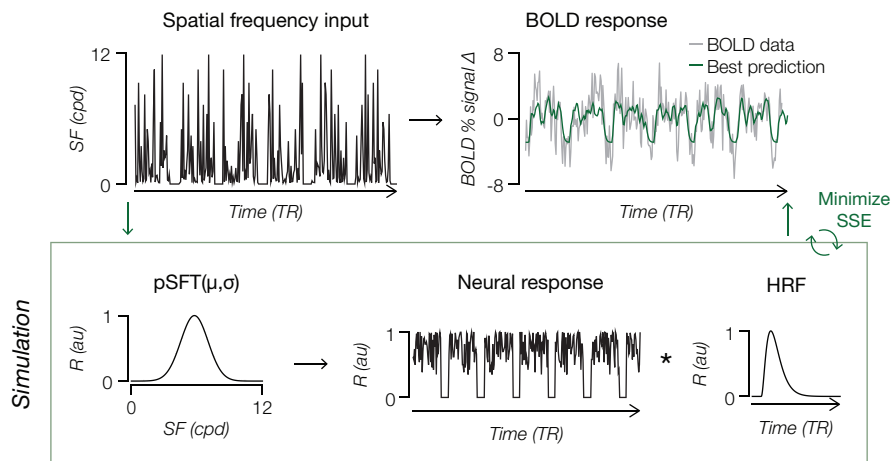 Spatial frequency input
BOLD response
12
SF (cpd)
0
Time (TR)
8
BOLD % signal Δ
0
-8
Time (TR)
BOLD data
Best prediction
Minimize
SSE
Simulation
pSFT(μ,σ)
1
R (au)
0
0
12
SF (cpd)
Neural response
1
R (au)
0
Time (TR)
*
HRF
1
R (au)
0
Time (TR)